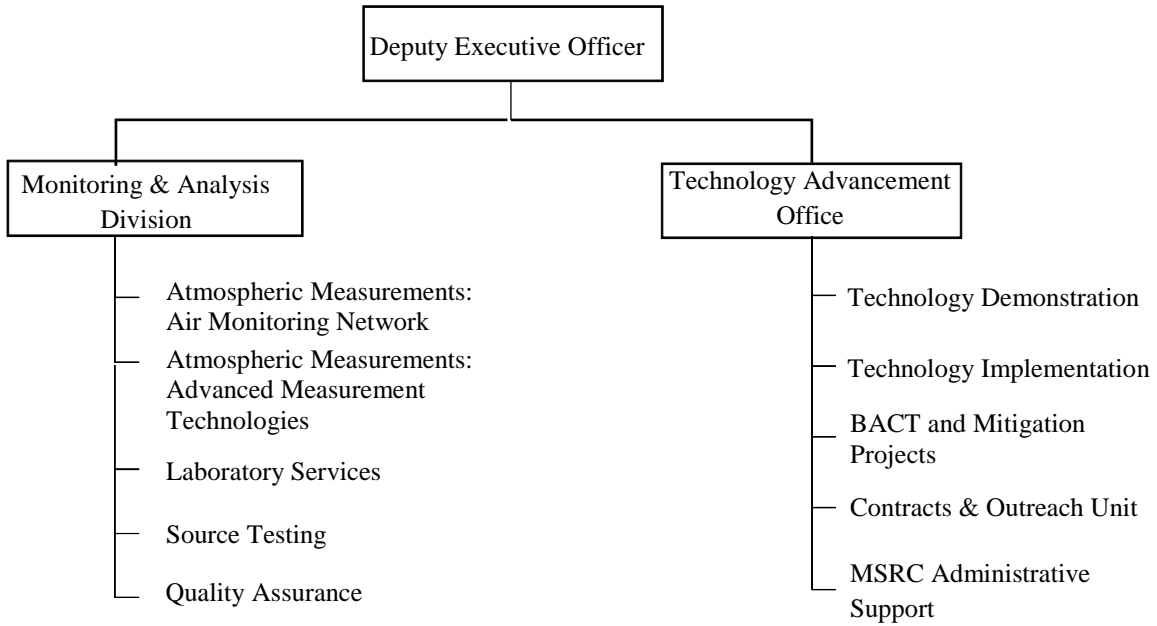 Deputy Executive Officer
Monitoring & Analysis
Division
Atmospheric Measurements:
Air Monitoring Network
Atmospheric Measurements:
Advanced Measurement
Technologies
Laboratory Services
Source Testing
Quality Assurance
Technology Advancement
Office
Technology Demonstration
Technology Implementation
BACT and Mitigation
Projects
Contracts & Outreach Unit
MSRC Administrative
Support